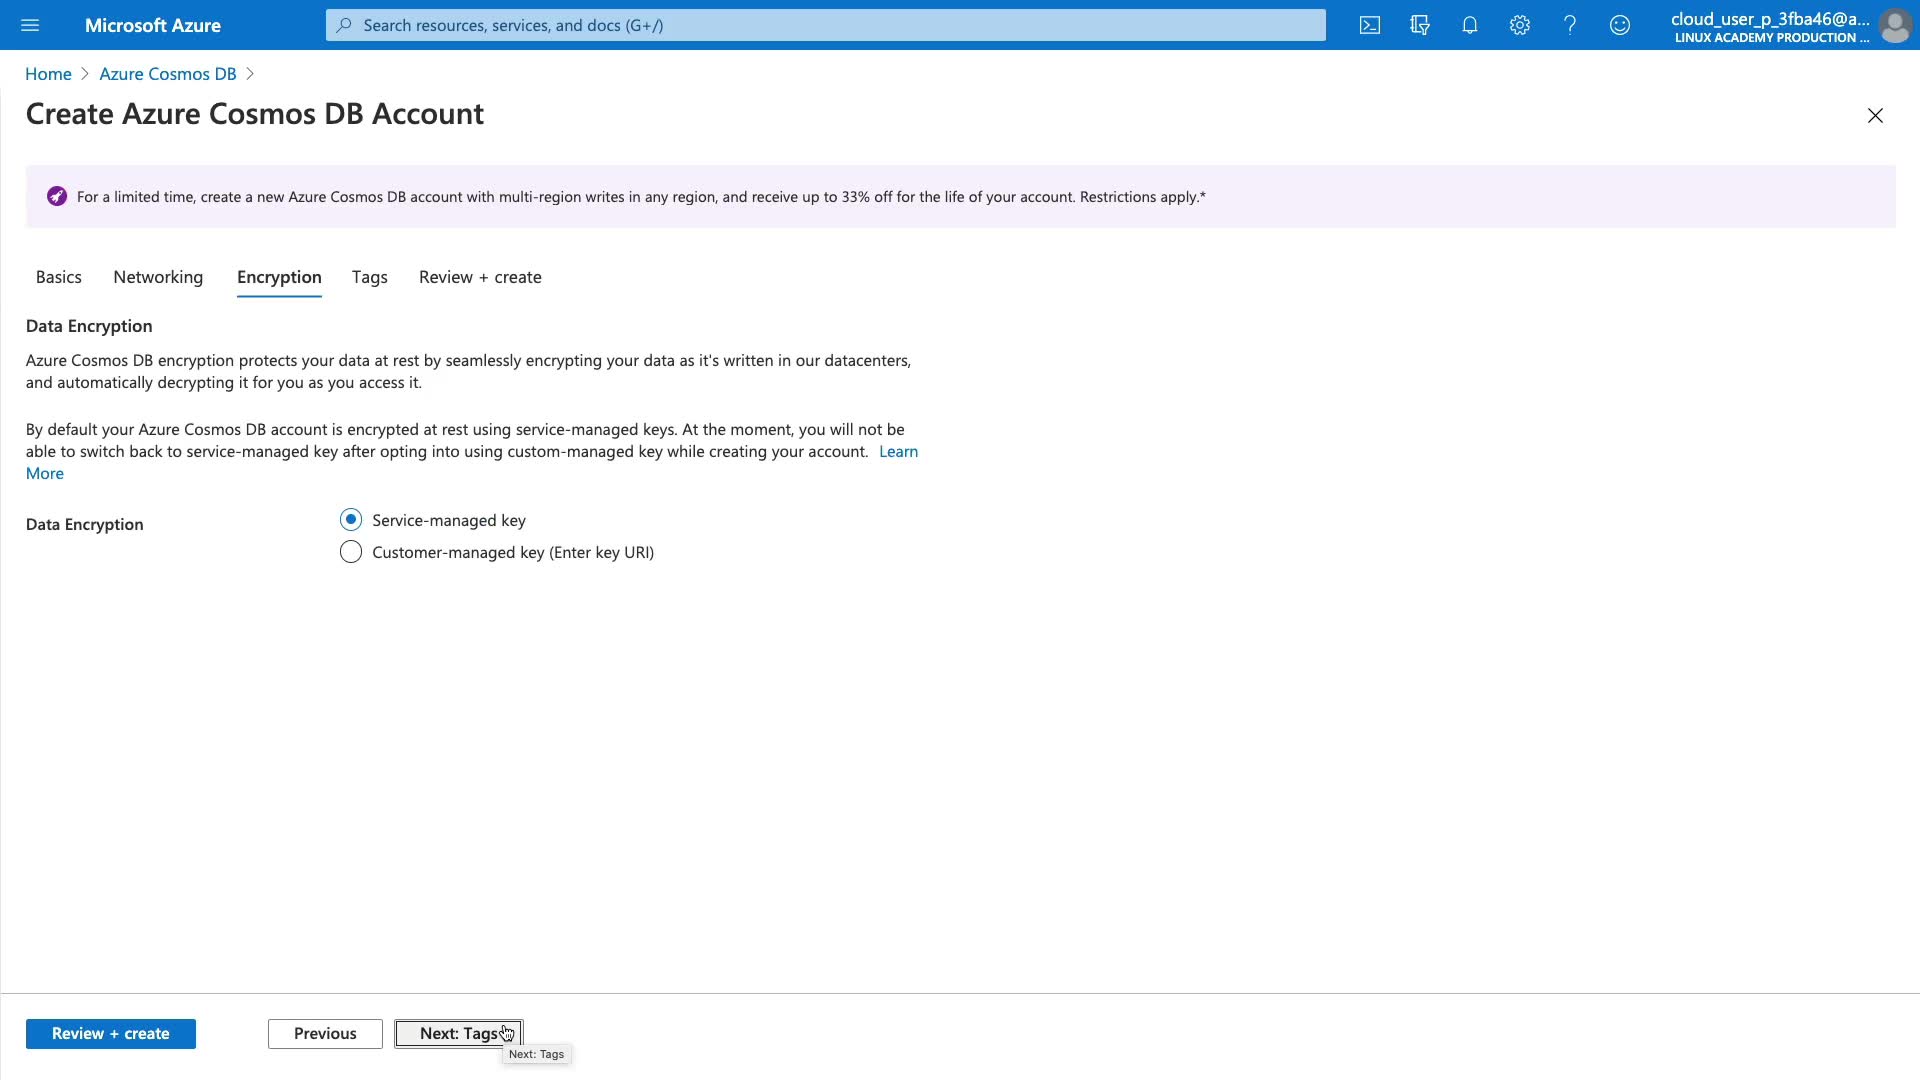 Microsoft Azure
Search resources, services, and docs (G+/)
cloud_user_p_3fba46@a...
LINUX ACADEMY PRODUCTION ...
Home
Azure Cosmos DB
Create Azure Cosmos DB Account
For a limited time, create a new Azure Cosmos DB account with multi-region writes in any region, and receive up to 33% off for the life of your account. Restrictions apply.*
Basics
Networking
Encryption
Tags
Review + create
Data Encryption
Azure Cosmos DB encryption protects your data at rest by seamlessly encrypting your data as it's written in our datacenters,
and automatically decrypting it for you as you access it.
By default your Azure Cosmos DB account is encrypted at rest using service-managed keys. At the moment, you will not be
able to switch back to service-managed key after opting into using custom-managed key while creating your account. Learn
More
Data Encryption
Service-managed key
Customer-managed key (Enter key URI)
Review + create
Previous
Next: Tags
Next: Tags